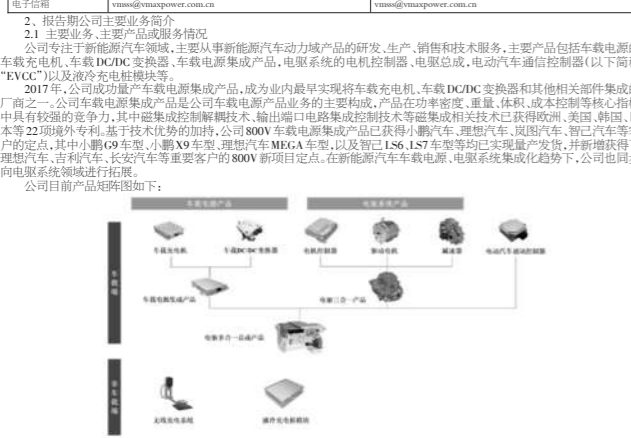 电子信箱 vmsss@vmaxpower.com.cn vmsss@vmaxpower.com.cn
2、报告期公司主要业务简介
2.1 主要业务、主要产品或服务情况
公司专注于新能源汽车领域,主要从事新能源汽车动力域产品的研发、生产、销售和技术服务,主要产品包括车载电源的
车载充电机、车载DC/DC变换器、车载电源集成产品,电驱系统的电机控制器、电驱总成,电动汽车通信控制器(以下简称
“EVCC”)以及液冷充电桩模块等。
2017年,公司成功量产车载电源集成产品,成为业内最早实现将车载充电机、车载DC/DC变换器和其他相关部件集成的
厂商之一。公司车载电源集成产品是公司车载电源产品业务的主要构成,产品在功率密度、重量、体积、成本控制等核心指标
中具有较强的竞争力,其中磁集成控制解耦技术、输出端口电路集成控制技术等磁集成相关技术已获得欧洲、美国、韩国、日
本等22项境外专利。基于技术优势的加持,公司800V车载电源集成产品已获得小鹏汽车、理想汽车、岚图汽车、智己汽车等客
户的定点,其中小鹏G9车型、小鹏X9车型、理想汽车MEGA车型,以及智己LS6、LS7车型等均已实现量产发货,并新增获得了
理想汽车、吉利汽车、长安汽车等重要客户的800V新项目定点。在新能源汽车车载电源、电驱系统集成化趋势下,公司也同步
向电驱系统领域进行拓展。
公司目前产品矩阵图如下:
车载电源产品 电驱系统产品
车载充电机 车载DC/DC变换器 电机控制器 驱动电机 减速器 电动汽车通信控制器
车载端
车载电源集成产品 电驱三合一产品
电驱多合一总成产品
非车载端
无线充电系统 液冷充电桩模块